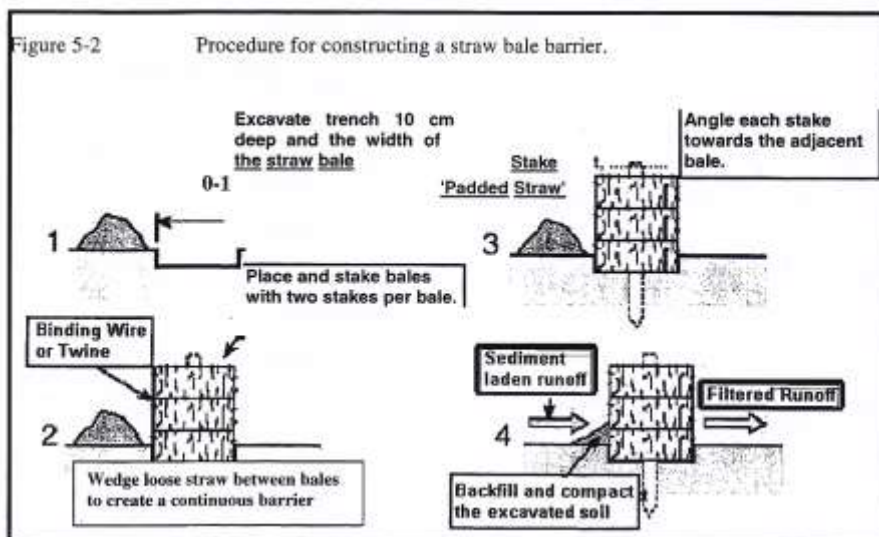 Figure 5-2 Procedure for constructing a straw bale barrier.
Excavate trench 10 cm
deep and the width of
the straw bale
0-1
1
Place and stake bales
with two stakes per bale.
Stake
'Padded Straw'
t, ............
Angle each stake
towards the adjacent
bale.
3
Binding Wire
or Twine
2
Wedge loose straw between bales
to create a continuous barrier
Sediment
laden runoff
Filtered Runoff
4
Backfill and compact
the excavated soil